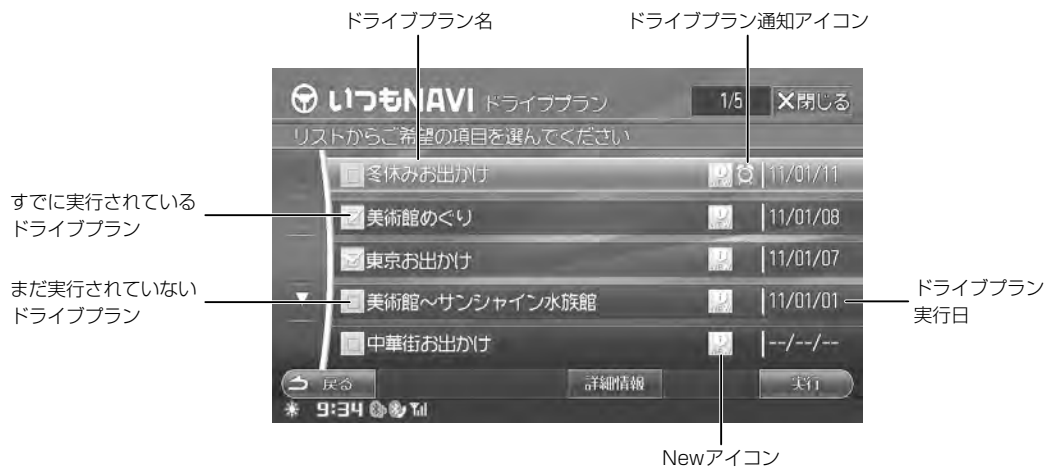 ドライブプラン名
ドライブプラン通知アイコン
いつもNAVI ドライブプラン
1/5
✕閉じる
リストからご希望の項目を選んでください
冬休みお出かけ
11/01/11
すでに実行されている
ドライブプラン
美術館めぐり
11/01/08
東京お出かけ
11/01/07
まだ実行されていない
ドライブプラン
美術館〜サンシャイン水族館
11/01/01
ドライブプラン
実行日
中華街お出かけ
--/--/--
戻る
詳細情報
実行
9:34
Newアイコン